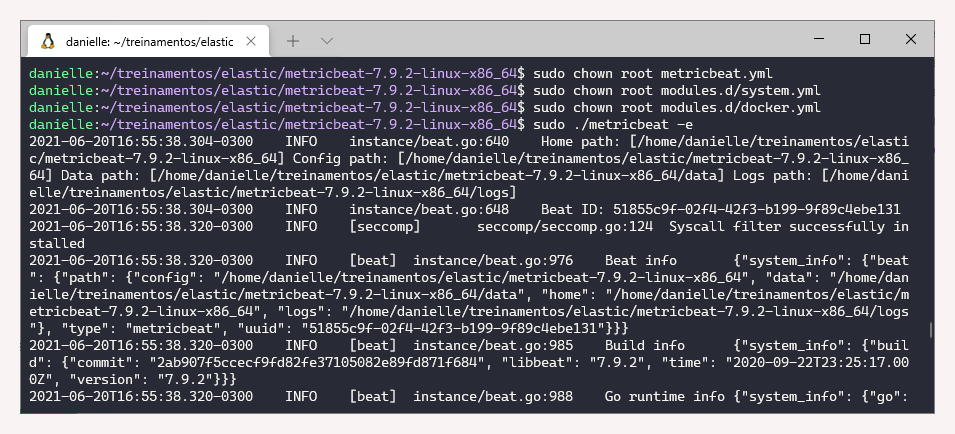 danielle: ~/treinamentos/elastic
danielle:~/treinamentos/elastic/metricbeat-7.9.2-linux-x86_64$ sudo chown root metricbeat.yml
danielle:~/treinamentos/elastic/metricbeat-7.9.2-linux-x86_64$ sudo chown root modules.d/system.yml
danielle:~/treinamentos/elastic/metricbeat-7.9.2-linux-x86_64$ sudo chown root modules.d/docker.yml
danielle:~/treinamentos/elastic/metricbeat-7.9.2-linux-x86_64$ sudo ./metricbeat -e
2021-06-20T16:55:38.304-0300    INFO    instance/beat.go:640    Home path: [/home/danielle/treinamentos/elasti
c/metricbeat-7.9.2-linux-x86_64] Config path: [/home/danielle/treinamentos/elastic/metricbeat-7.9.2-linux-x86_
64] Data path: [/home/danielle/treinamentos/elastic/metricbeat-7.9.2-linux-x86_64/data] Logs path: [/home/dani
elle/treinamentos/elastic/metricbeat-7.9.2-linux-x86_64/logs]
2021-06-20T16:55:38.304-0300    INFO    instance/beat.go:648    Beat ID: 51855c9f-02f4-42f3-b199-9f89c4ebe131
2021-06-20T16:55:38.320-0300    INFO    [seccomp]       seccomp/seccomp.go:124  Syscall filter successfully in
stalled
2021-06-20T16:55:38.320-0300    INFO    [beat]  instance/beat.go:976    Beat info       {"system_info": {"beat
": {"path": {"config": "/home/danielle/treinamentos/elastic/metricbeat-7.9.2-linux-x86_64", "data": "/home/dan
ielle/treinamentos/elastic/metricbeat-7.9.2-linux-x86_64/data", "home": "/home/danielle/treinamentos/elastic/m
etricbeat-7.9.2-linux-x86_64", "logs": "/home/danielle/treinamentos/elastic/metricbeat-7.9.2-linux-x86_64/logs
"}, "type": "metricbeat", "uuid": "51855c9f-02f4-42f3-b199-9f89c4ebe131"}}}
2021-06-20T16:55:38.320-0300    INFO    [beat]  instance/beat.go:985    Build info      {"system_info": {"buil
d": {"commit": "2ab907f5ccecf9fd82fe37105082e89fd871f684", "libbeat": "7.9.2", "time": "2020-09-22T23:25:17.00
0Z", "version": "7.9.2"}}}
2021-06-20T16:55:38.320-0300    INFO    [beat]  instance/beat.go:988    Go runtime info {"system_info": {"go":